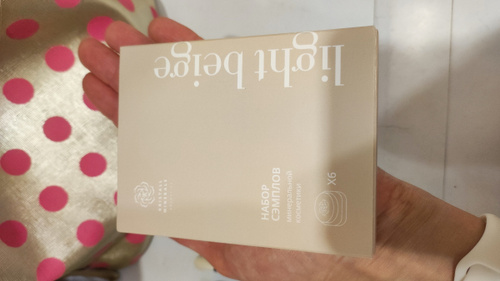 light beige
НАБОР
СЭМПЛОВ
минеральной
косметики
X6